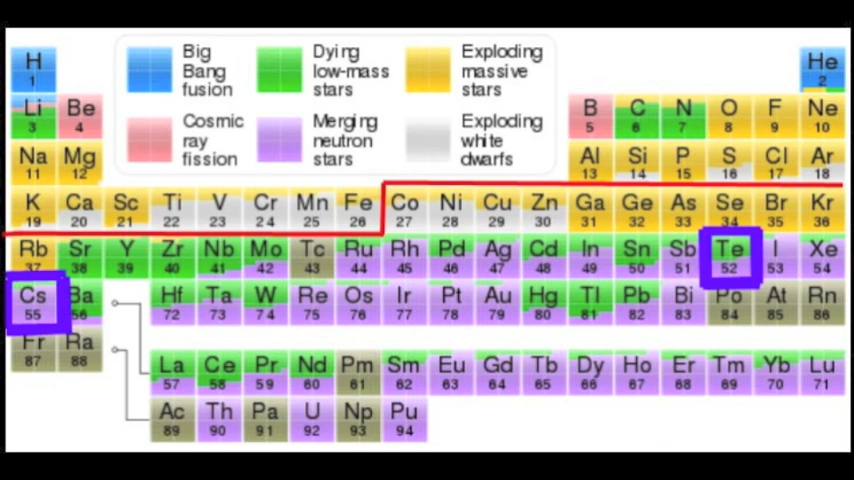 H
1
Big
Bang
fusion
Dying
low-mass
stars
Exploding
massive
stars
He
2
Li
3
Be
4
Cosmic
ray
fission
Merging
neutron
stars
Exploding
white
dwarfs
B
5
C
6
N
7
O
8
F
9
Ne
10
Na
11
Mg
12
Al
13
Si
14
P
15
S
16
Cl
17
Ar
18
K
19
Ca
20
Sc
21
Ti
22
V
23
Cr
24
Mn
25
Fe
26
Co
27
Ni
28
Cu
29
Zn
30
Ga
31
Ge
32
As
33
Se
34
Br
35
Kr
36
Rb
37
Sr
38
Y
39
Zr
40
Nb
41
Mo
42
Tc
43
Ru
44
Rh
45
Pd
46
Ag
47
Cd
48
In
49
Sn
50
Sb
51
Te
52
I
53
Xe
54
Cs
55
Ba
56
Hf
72
Ta
73
W
74
Re
75
Os
76
Ir
77
Pt
78
Au
79
Hg
80
Tl
81
Pb
82
Bi
83
Po
84
At
85
Rn
86
Fr
87
Ra
88
La
57
Ce
58
Pr
59
Nd
60
Pm
61
Sm
62
Eu
63
Gd
64
Tb
65
Dy
66
Ho
67
Er
68
Tm
69
Yb
70
Lu
71
Ac
89
Th
90
Pa
91
U
92
Np
93
Pu
94